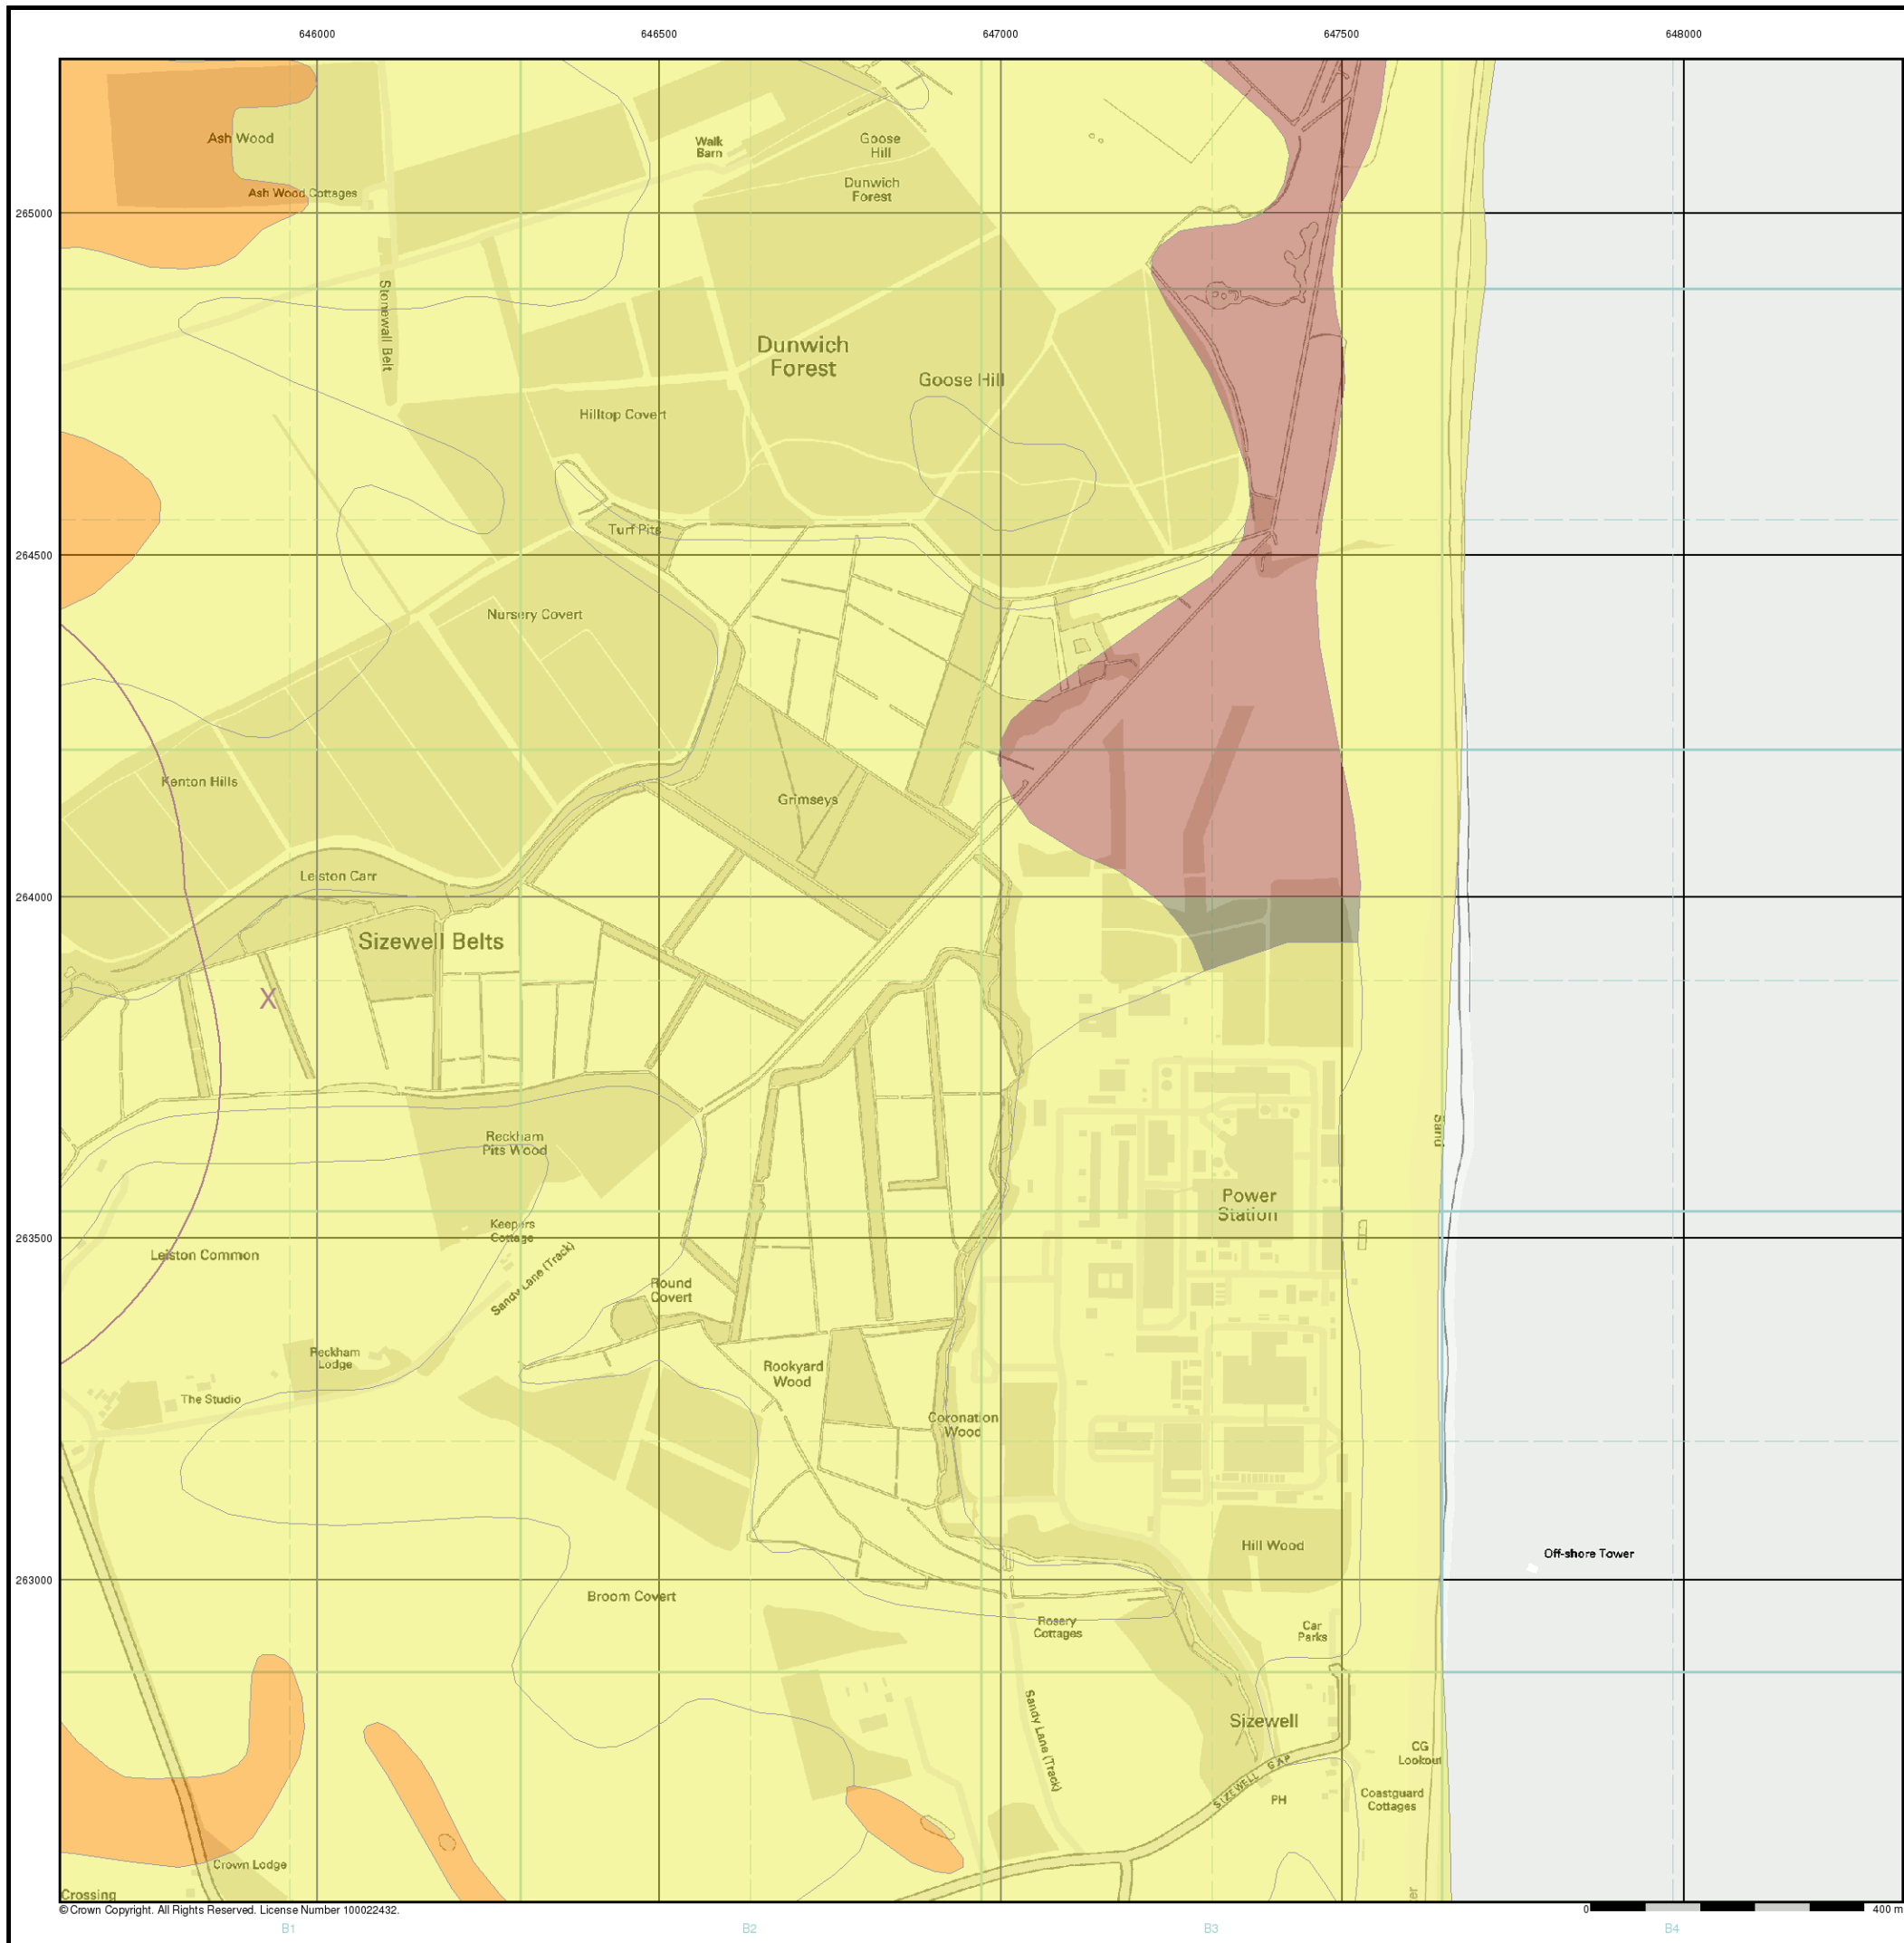 646000
646500
647000
647500
648000
Ash Wood
Walk
Barn
Goose
Hill
Dunwich
Forest
Ash Wood Cottages
265000
Stonewall Belt
Dunwich
Forest
Goose Hill
Hilltop Covert
Turf Pits
264500
Nursery Covert
Kenton Hills
Grimseys
Leiston Carr
264000
Sizewell Belts
X
Sand
Reckham
Pits Wood
Power
Station
Keepers
Cottage
263500
Leiston Common
Sandy Lane (Track)
Round
Covert
Reckham
Lodge
Rookyard
Wood
The Studio
Coronation
Wood
Hill Wood
Off-shore Tower
263000
Broom Covert
Rosery
Cottages
Car
Parks
Sandy Lane (Track)
Sizewell
CG
Lookout
SIZEWELL GAP
PH
Coastguard
Cottages
Crown Lodge
Crossing
er
© Crown Copyright. All Rights Reserved. License Number 100022432.
0
400 m
B1
B2
B3
B4